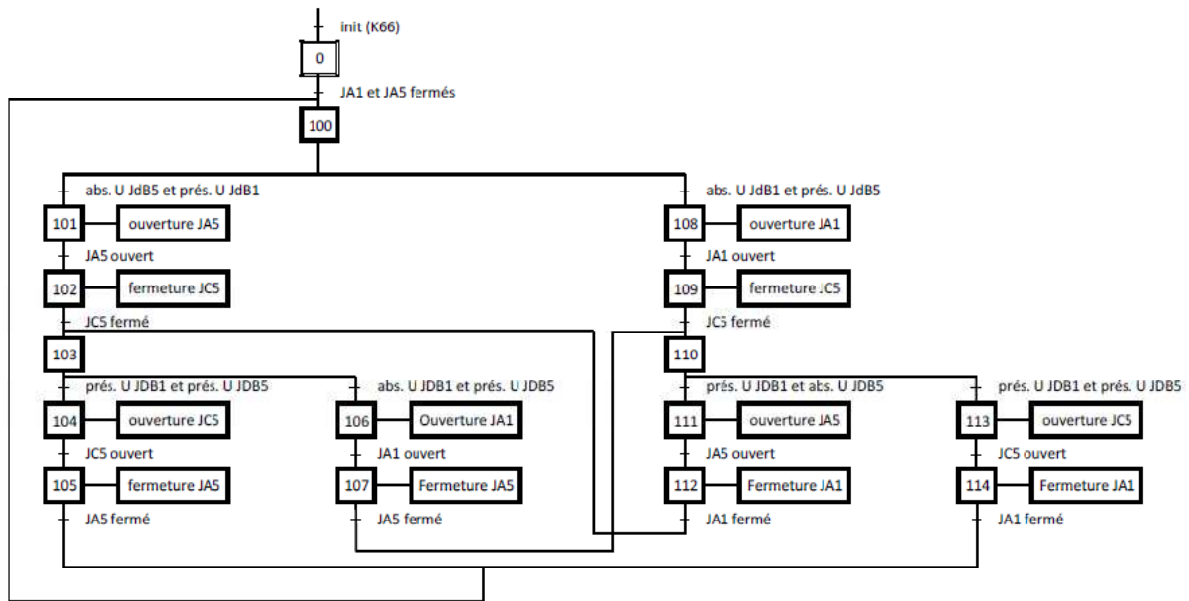 init (K66)
0
JA1 et JA5 fermés
100
abs. U JdB5 et prés. U JdB1
abs. U JdB1 et prés. U JdB5
101
ouverture JA5
108
ouverture JA1
JA5 ouvert
JA1 ouvert
102
fermeture JC5
109
fermeture JC5
JC5 fermé
JC5 fermé
103
110
prés. U JDB1 et prés. U JDB5
abs. U JDB1 et prés. U JDB5
prés. U JDB1 et abs. U JDB5
prés. U JDB1 et prés. U JDB5
104
ouverture JC5
106
Ouverture JA1
111
ouverture JA5
113
ouverture JC5
JC5 ouvert
JA1 ouvert
JA5 ouvert
JC5 ouvert
105
fermeture JA5
107
Fermeture JA5
112
Fermeture JA1
114
Fermeture JA1
JA5 fermé
JA5 fermé
JA1 fermé
JA1 fermé